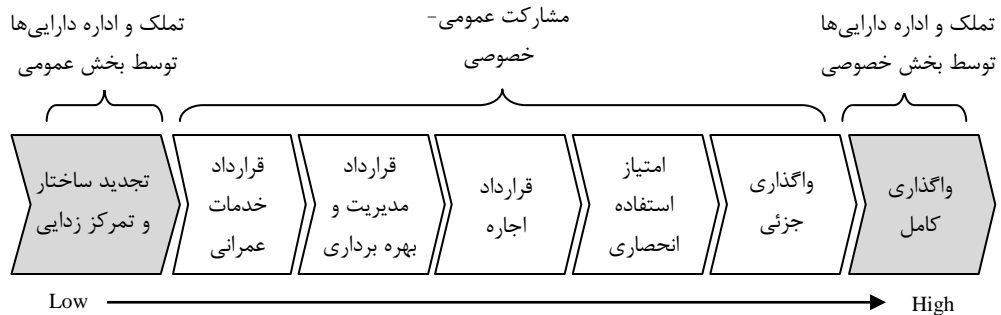 تملک و اداره دارایی‌ها
توسط بخش عمومی
مشارکت عمومی-
خصوصی
تملک و اداره دارایی‌ها
توسط بخش خصوصی
تجدید ساختار
و تمرکز زدایی
قرارداد
خدمات
عمرانی
قرارداد
مدیریت و
بهره برداری
قرارداد
اجاره
امتیاز
استفاده
انحصاری
واگذاری
جزئی
واگذاری
کامل
Low
High